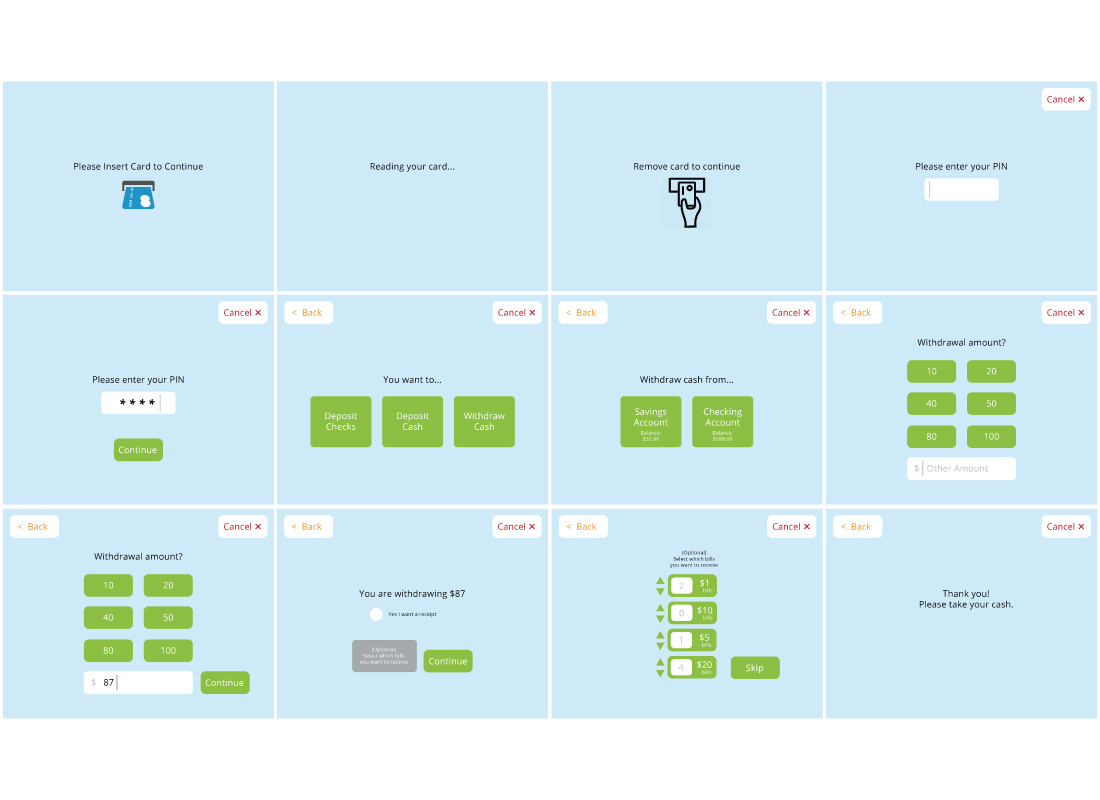 Please Insert Card to Continue
Reading your card...
Remove card to continue
Cancel ×
Please enter your PIN
Cancel ×
Please enter your PIN
****
Continue
< Back
Cancel ×
You want to...
Deposit
Checks
Deposit
Cash
Withdraw
Cash
< Back
Cancel ×
Withdraw cash from...
Savings
Account
Balance:
Checking
Account
Balance:
< Back
Cancel ×
Withdrawal amount?
10
20
40
50
80
100
$ Other Amount
< Back
Cancel ×
Withdrawal amount?
10
20
40
50
80
100
$ 87
Continue
< Back
Cancel ×
You are withdrawing $87
Yes I want a receipt
(Optional)
Select which bills
you want to receive
Continue
< Back
Cancel ×
(Optional)
Select which bills
you want to receive
2
$1
bills
0
$10
bills
1
$5
bills
4
$20
bills
Skip
< Back
Cancel ×
Thank you!
Please take your cash.